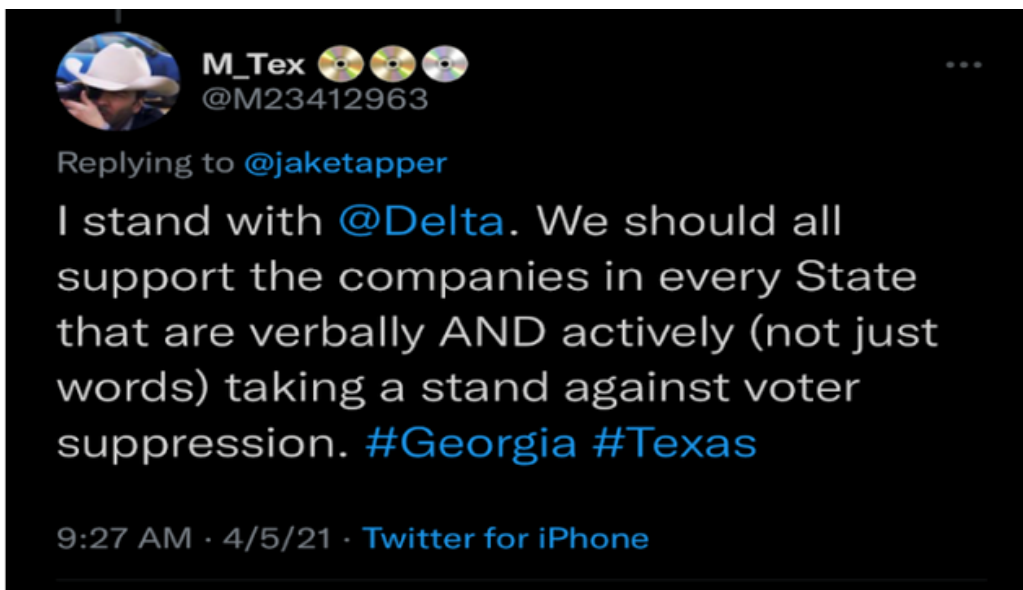 M_Tex 📀📀💿
@M23412963
Replying to @jaketapper
I stand with @Delta. We should all
support the companies in every State
that are verbally AND actively (not just
words) taking a stand against voter
suppression. #Georgia #Texas
9:27 AM · 4/5/21 · Twitter for iPhone